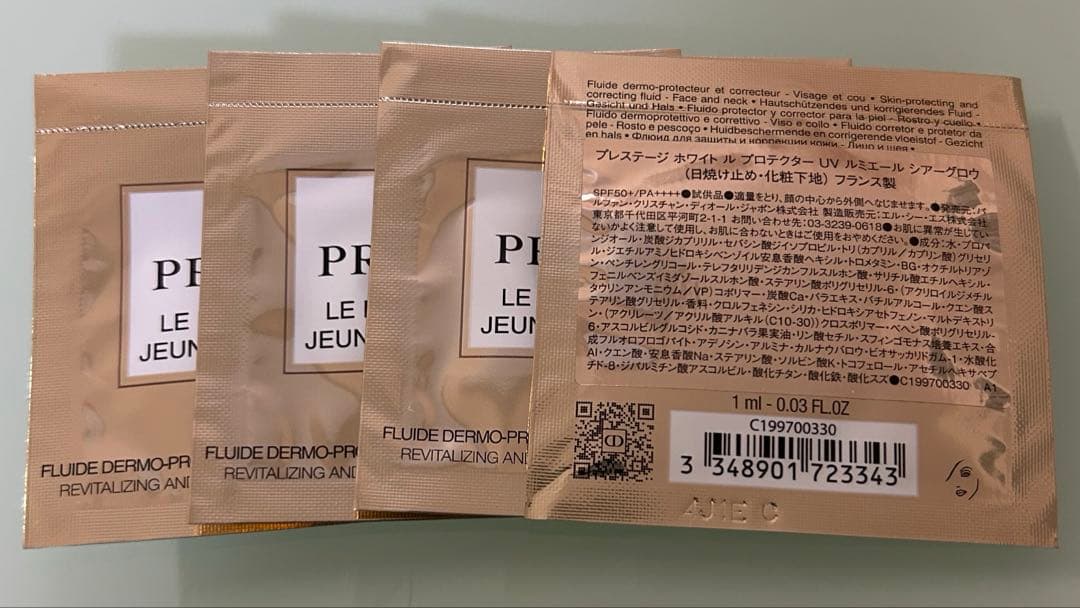 PR
LE
JEUN
FLUIDE DERMO-PR
REVITALIZING AND
PR
LE I
JEUN
FLUIDE DERMO-PR
REVITALIZING AND
PR
LE
JEUN
FLUIDE DERMO-PR
REVITALIZING AND
Fluide dermo-protecteur et correcteur - Visage et cou • Skin-protecting and
correcting fluid - Face and neck • Hautschützendes und korrigierendes Fluid -
Gesicht und Hals • Fluido protector y corrector para la piel - Rostro y cuello •
Fluido dermoprotettivo e correttivo - Viso e collo • Fluido corretor e protetor da
pele - Rosto e pescoço • Huidbeschermende en corrigerende vloeistof - Gezicht
en hals • Флюид для защиты и коррекции кожи - Лицо и шея •
プレステージ ホワイト ル プロテクター UV ルミエール シアーグロウ
(日焼け止め・化粧下地) フランス製
SPF50+/PA++++●試供品●適量をとり、顔の中心から外側へなじませます。●発売元:パ
ルファン・クリスチャン・ディオール・ジャポン株式会社 製造販売元:エル・シー・エス株式会社
東京都千代田区平河町2-1-1 お問い合わせ先:03-3239-0618●お肌に異常が生じてい
ないかよく注意して使用し、お肌に合わないときはご使用をおやめください。●成分:水・プロパ
ンジオール・炭酸ジカプリリル・セバシン酸ジイソプロピル・トリ(カプリル/カプリン酸)グリセリ
ル・ジエチルアミノヒドロキシベンゾイル安息香酸ヘキシル・トロメタミン・BG・オクチルトリアゾ
ン・ペンチレングリコール・テレフタリリデンジカンフルスルホン酸・サリチル酸エチルヘキシル・
フェニルベンズイミダゾールスルホン酸・ステアリン酸ポリグリセリル-6・(アクリロイルジメチル
タウリンアンモニウム/VP)コポリマー・炭酸Ca・パラエキス・バチルアルコール・クエン酸ス
テアリン酸グリセリル・香料・クロルフェネシン・シリカ・ヒドロキシアセトフェノン・マルトデキストリ
ン・(アクリレーツ/アクリル酸アルキル(C10-30))クロスポリマー・ベヘン酸ポリグリセリル-
6・アスコルビルグルコシド・カニナバラ果実油・リン酸セチル・スフィンゴモナス培養エキス・合
成フルオロフロゴパイト・アデノシン・アルミナ・カルナウバロウ・ビオサッカリドガム-1・水酸化
Al・クエン酸・安息香酸Na・ステアリン酸・ソルビン酸K・トコフェロール・アセチルヘキサペプ
チド-8・ジパルミチン酸アスコルビル・酸化チタン・酸化鉄・酸化スズ●C199700330 A1
1 ml - 0.03 FL.OZ
C199700330
3 348901 723343